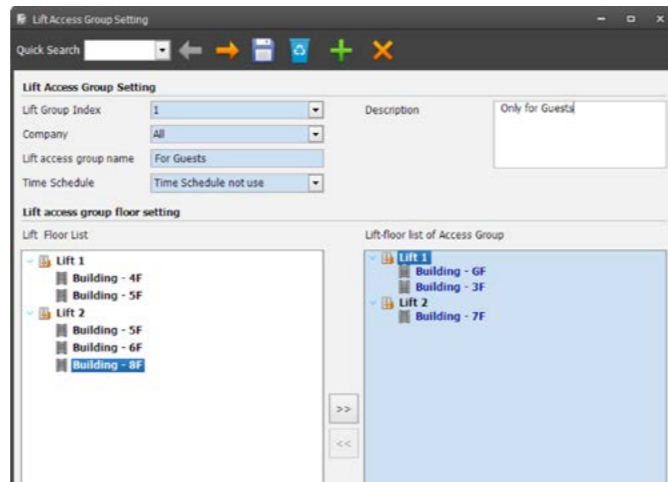 Lift Access Group Setting
Quick Search
Lift Access Group Setting
Lift Group Index 1 Description Only for Guests
Company All
Lift access group name For Guests
Time Schedule Time Schedule not use
Lift access group floor setting
Lift Floor List Lift-floor list of Access Group
Lift 1 Lift 1
Building - 4F Building - GF
Building - 5F Building - 3F
Lift 2 Lift 2
Building - 5F Building - 7F
Building - 6F
Building - 8F
>>
<<